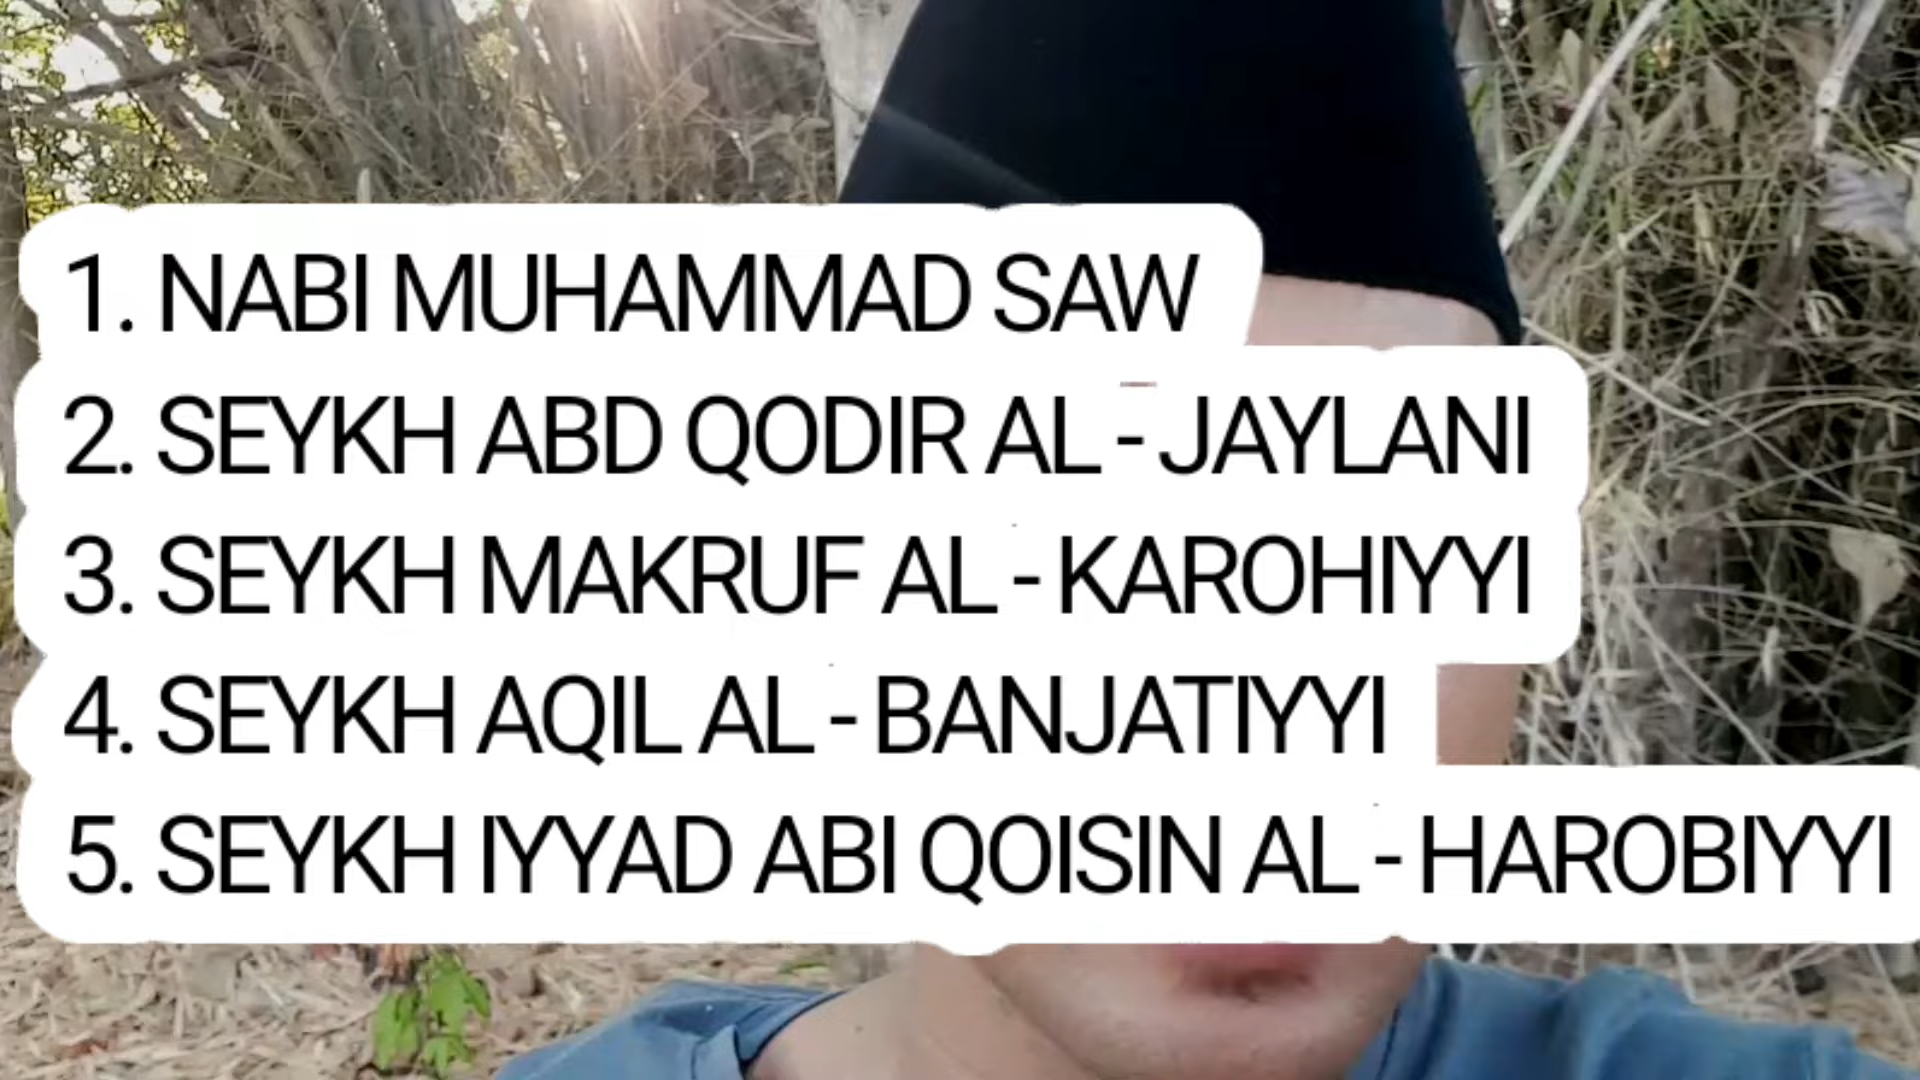 1. NABI MUHAMMAD SAW
2. SEYKH ABD QODIR AL - JAYLANI
3. SEYKH MAKRUF AL - KAROHIYYI
4. SEYKH AQIL AL - BANJATIYYI
5. SEYKH IYYAD ABI QOISIN AL - HAROBIYYI